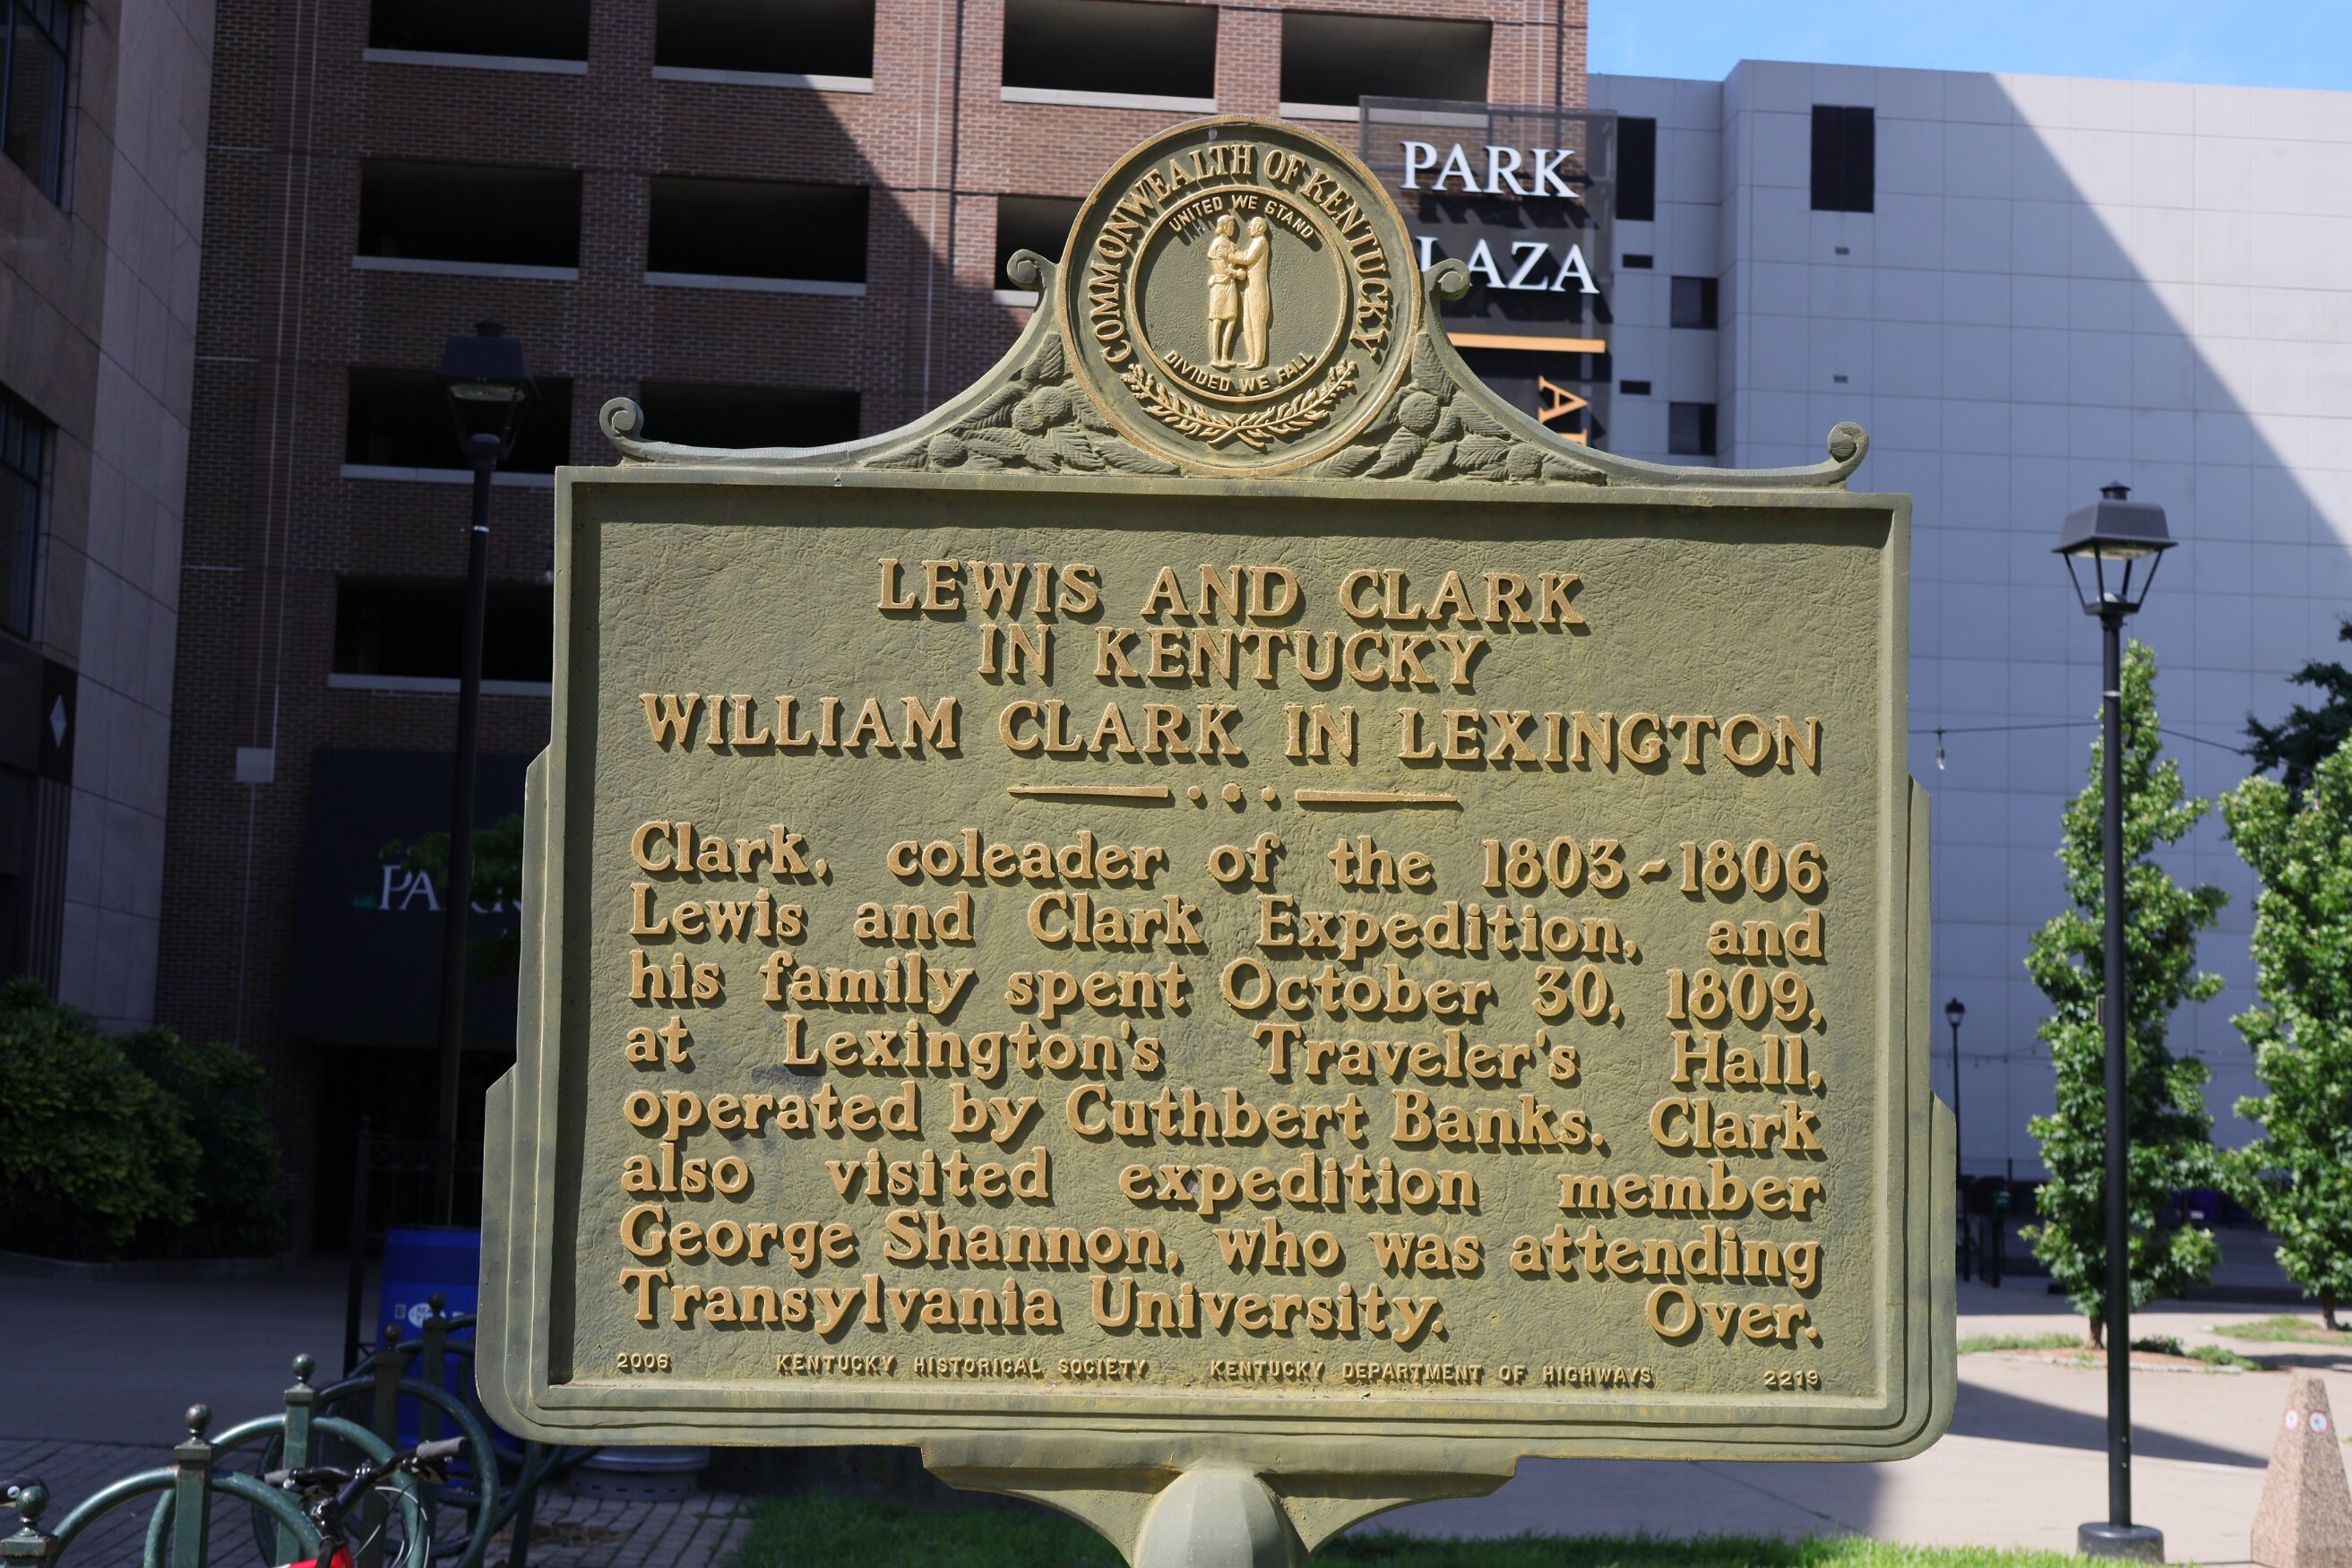 PARK
LAZA
A
COMMONWEALTH OF KENTUCKY
UNITED WE STAND
DIVIDED WE FALL
LEWIS AND CLARK
IN KENTUCKY
WILLIAM CLARK IN LEXINGTON
Clark, coleader of the 1803~1806
Lewis and Clark Expedition, and
his family spent October 30, 1809,
at Lexington's Traveler's Hall,
operated by Cuthbert Banks. Clark
also visited expedition member
George Shannon, who was attending
Transylvania University. Over.
2006 KENTUCKY HISTORICAL SOCIETY KENTUCKY DEPARTMENT OF HIGHWAYS 2219